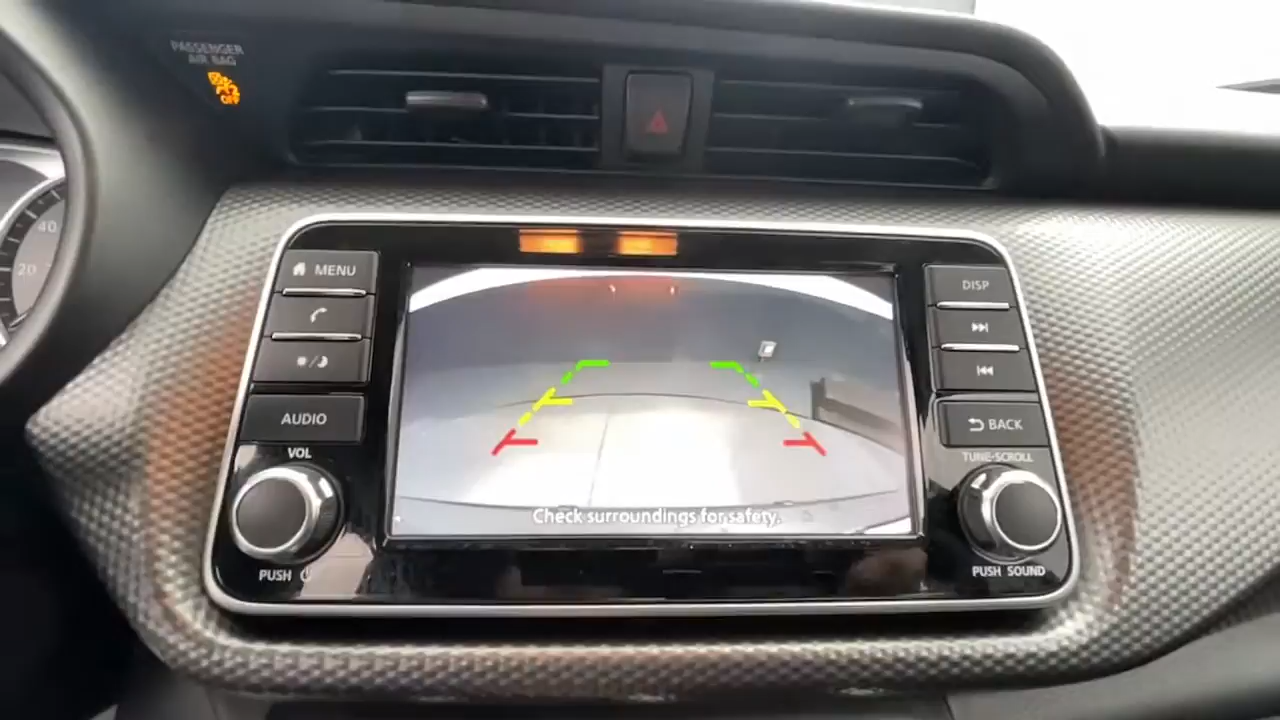 PASSENGER
AIR BAG
OFF
40
20
MENU
DISP
AUDIO
BACK
VOL
TUNE·SCROLL
Check surroundings for safety.
PUSH
PUSH SOUND